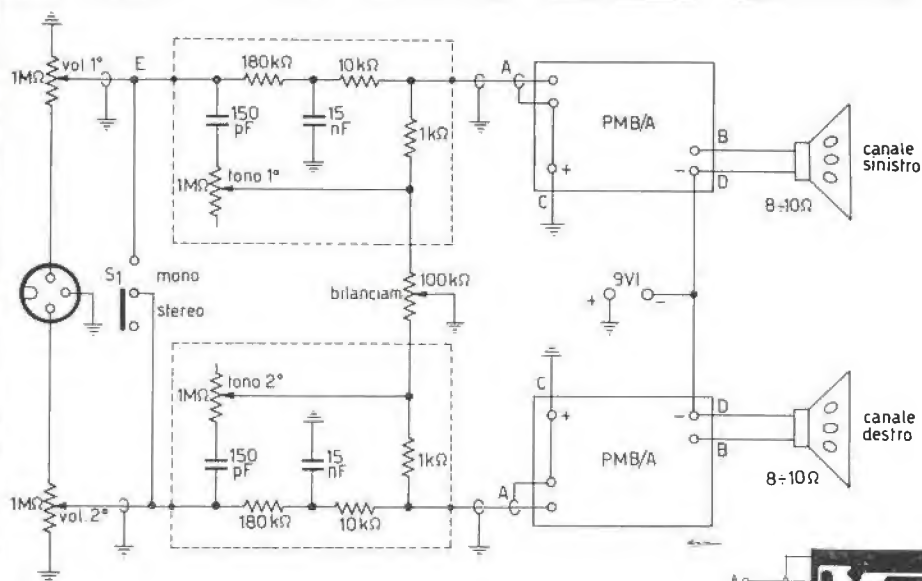 vol 1°
1MΩ
E
180kΩ
10kΩ
150
pF
15
nF
1kΩ
1MΩ
tono 1°
A
PMB/A
+
C
B
−
D
8÷10Ω
canale
sinistro
S1
mono
stereo
bilanciam
100kΩ
+
9V1
−
1MΩ
tono 2°
150
pF
15
nF
1kΩ
180kΩ
10kΩ
1MΩ
vol. 2°
A
C
+
PMB/A
−
D
B
8÷10Ω
canale
destro
A